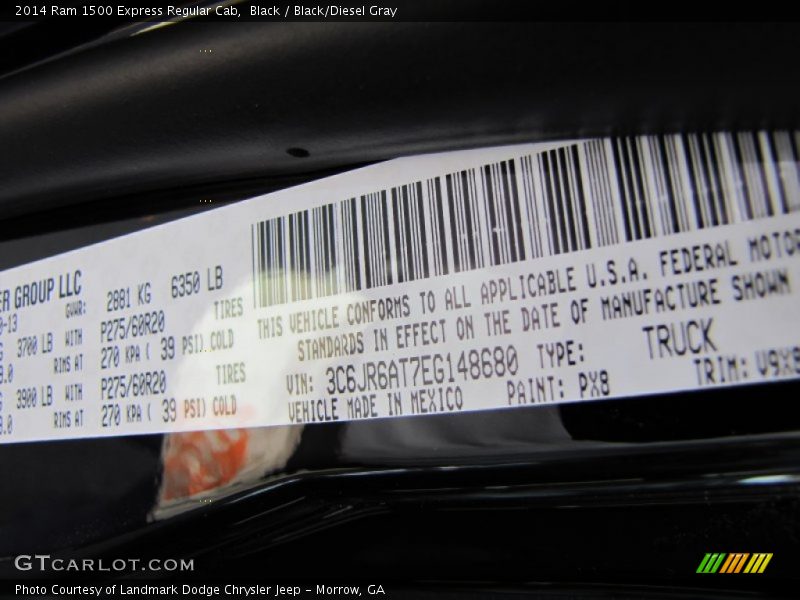 2014 Ram 1500 Express Regular Cab, Black / Black/Diesel Gray
ER GROUP LLC
-13 GVWR: 2881 KG 6350 LB
3700 LB WITH P275/60R20 TIRES
RIMS AT 270 KPA ( 39 PSI) COLD
3900 LB WITH P275/60R20 TIRES
RIMS AT 270 KPA ( 39 PSI) COLD
THIS VEHICLE CONFORMS TO ALL APPLICABLE U.S.A. FEDERAL MOTO
STANDARDS IN EFFECT ON THE DATE OF MANUFACTURE SHOWN
VIN: 3C6JR6AT7EG148680 TYPE: TRUCK
VEHICLE MADE IN MEXICO PAINT: PX8 TRIM:
GTCARLOT.COM
Photo Courtesy of Landmark Dodge Chrysler Jeep – Morrow, GA